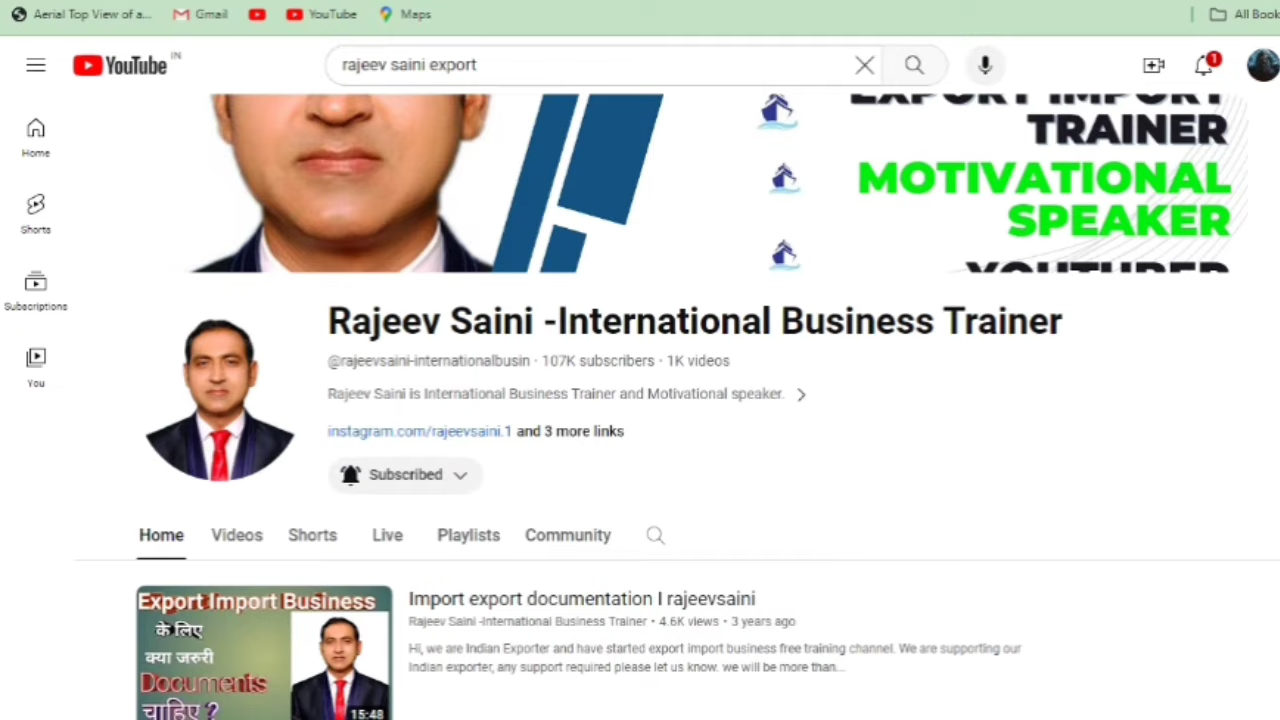 Aerial Top View of a...
Gmail
YouTube
Maps
All Book
YouTube IN
rajeev saini export
1
Home
Shorts
Subscriptions
You
EXPORT IMPORT
TRAINER
MOTIVATIONAL
SPEAKER
YOUTUBER
Rajeev Saini -International Business Trainer
@rajeevsaini-internationalbusin · 107K subscribers · 1K videos
Rajeev Saini is International Business Trainer and Motivational speaker.
instagram.com/rajeevsaini.1 and 3 more links
Subscribed
Home Videos Shorts Live Playlists Community
Export Import Business
के लिए
क्या जरुरी
Documents
चाहिए ?
15:48
Import export documentation I rajeevsaini
Rajeev Saini -International Business Trainer • 4.6K views • 3 years ago
Hi, we are Indian Exporter and have started export import business free training channel. We are supporting our
Indian exporter, any support required please let us know. we will be more than...